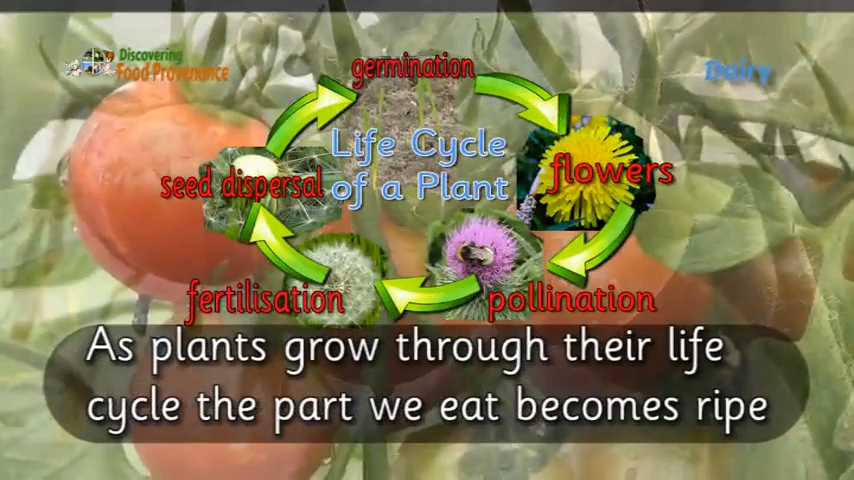 Discovering
Food Provenance
Dairy
germination
Life Cycle
of a Plant
flowers
seed dispersal
fertilisation
pollination
As plants grow through their life
cycle the part we eat becomes ripe